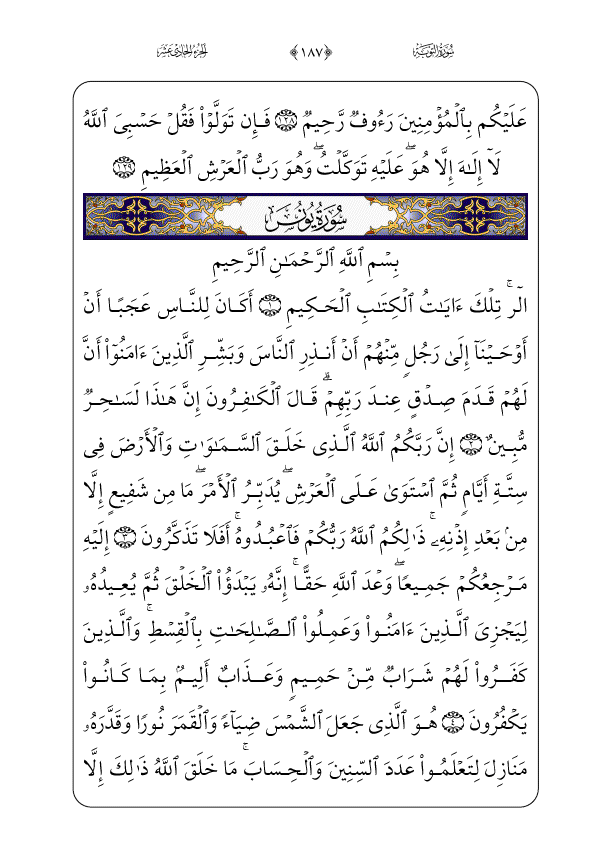 سُورَةُ التَّوۡبَةِ ﴿١٨٧﴾ الجُزءُ الحَادِي عَشَرَ
عَلَيۡكُم بِٱلۡمُؤۡمِنِينَ رَءُوفٞ رَّحِيمٞ ١٢٨ فَإِن تَوَلَّوۡاْ فَقُلۡ حَسۡبِيَ ٱللَّهُ
لَآ إِلَٰهَ إِلَّا هُوَۖ عَلَيۡهِ تَوَكَّلۡتُۖ وَهُوَ رَبُّ ٱلۡعَرۡشِ ٱلۡعَظِيمِ ١٢٩
سُورَةُ يُونُسَ
بِسۡمِ ٱللَّهِ ٱلرَّحۡمَٰنِ ٱلرَّحِيمِ
الٓرۚ تِلۡكَ ءَايَٰتُ ٱلۡكِتَٰبِ ٱلۡحَكِيمِ ١ أَكَانَ لِلنَّاسِ عَجَبًا أَنۡ
أَوۡحَيۡنَآ إِلَىٰ رَجُلٖ مِّنۡهُمۡ أَنۡ أَنذِرِ ٱلنَّاسَ وَبَشِّرِ ٱلَّذِينَ ءَامَنُوٓاْ أَنَّ
لَهُمۡ قَدَمَ صِدۡقٍ عِندَ رَبِّهِمۡۗ قَالَ ٱلۡكَٰفِرُونَ إِنَّ هَٰذَا لَسَٰحِرٞ
مُّبِينٌ ٢ إِنَّ رَبَّكُمُ ٱللَّهُ ٱلَّذِي خَلَقَ ٱلسَّمَٰوَٰتِ وَٱلۡأَرۡضَ فِي
سِتَّةِ أَيَّامٖ ثُمَّ ٱسۡتَوَىٰ عَلَى ٱلۡعَرۡشِۖ يُدَبِّرُ ٱلۡأَمۡرَۖ مَا مِن شَفِيعٍ إِلَّا
مِنۢ بَعۡدِ إِذۡنِهِۦۚ ذَٰلِكُمُ ٱللَّهُ رَبُّكُمۡ فَٱعۡبُدُوهُۚ أَفَلَا تَذَكَّرُونَ ٣ إِلَيۡهِ
مَرۡجِعُكُمۡ جَمِيعٗاۖ وَعۡدَ ٱللَّهِ حَقًّاۚ إِنَّهُۥ يَبۡدَؤُاْ ٱلۡخَلۡقَ ثُمَّ يُعِيدُهُۥ
لِيَجۡزِيَ ٱلَّذِينَ ءَامَنُواْ وَعَمِلُواْ ٱلصَّٰلِحَٰتِ بِٱلۡقِسۡطِۚ وَٱلَّذِينَ
كَفَرُواْ لَهُمۡ شَرَابٞ مِّنۡ حَمِيمٖ وَعَذَابٌ أَلِيمُۢ بِمَا كَانُواْ
يَكۡفُرُونَ ٤ هُوَ ٱلَّذِي جَعَلَ ٱلشَّمۡسَ ضِيَآءٗ وَٱلۡقَمَرَ نُورٗا وَقَدَّرَهُۥ
مَنَازِلَ لِتَعۡلَمُواْ عَدَدَ ٱلسِّنِينَ وَٱلۡحِسَابَۚ مَا خَلَقَ ٱللَّهُ ذَٰلِكَ إِلَّا